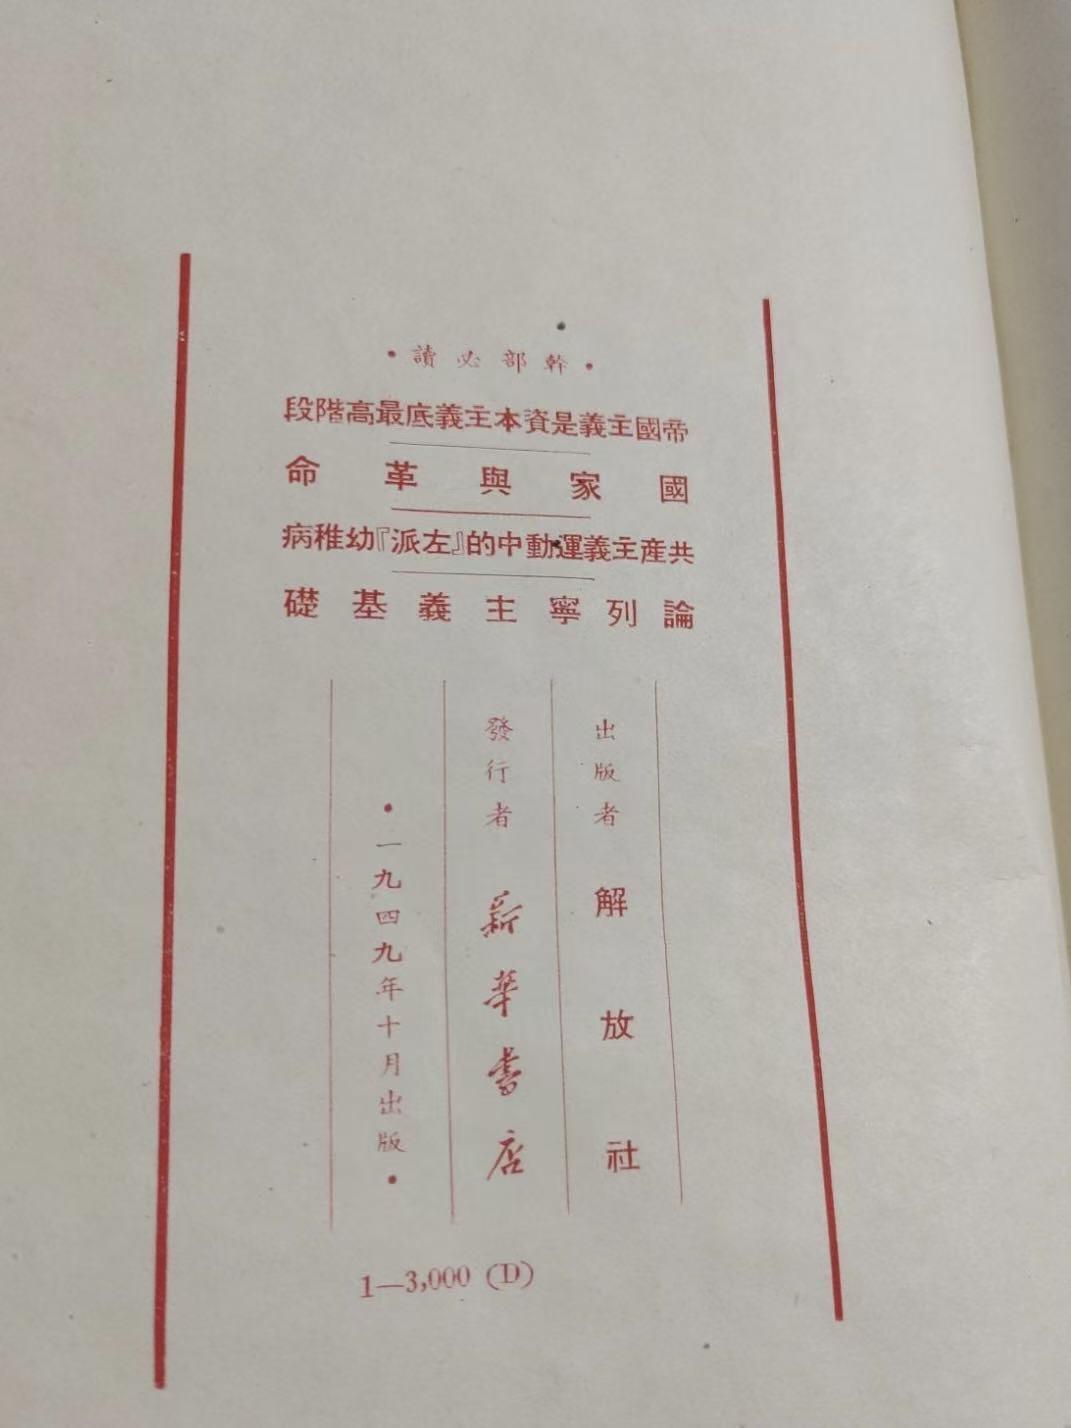 ·幹部必讀·
帝國主義是資本主義底最高階段
國家與革命
共產主義運動中的『左派』幼稚病
論列寧主義基礎
出版者 解放社
發行者 新華書店
·一九四九年十月出版·
1—3,000 (D)